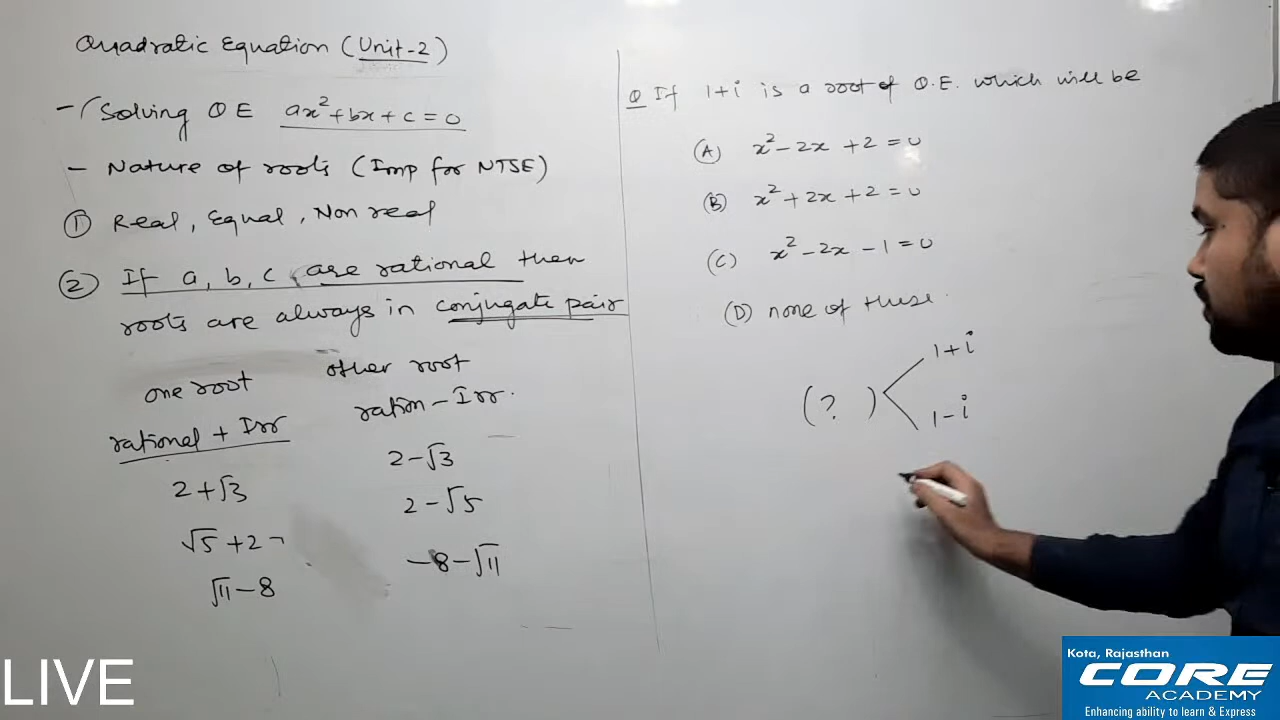 Quadratic Equation (Unit-2)
- Solving QE ax²+bx+c=0
- Nature of roots (Imp for NTSE)
① Real, Equal, Non real
② If a, b, c are rational then
roots are always in conjugate pair
one root other root
rational + Irr ration - Irr.
2+√3 2-√3
√5+2 2-√5
√11-8 -8-√11
Q If 1+i is a root of Q.E. which will be
(A) x²-2x+2=0
(B) x²+2x+2=0
(C) x²-2x-1=0
(D) none of these.
(?) 1+i
1-i
LIVE
Kota, Rajasthan
CORE
ACADEMY
Enhancing ability to learn & Express